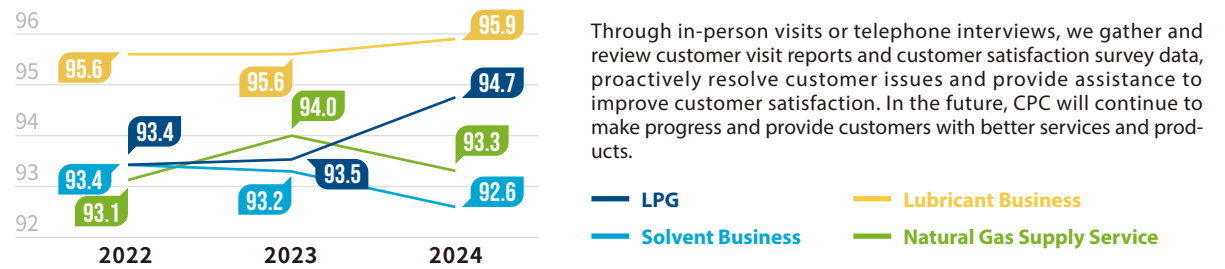 96
95
94
93
92
95.6
95.6
95.9
93.4
93.5
94.7
93.4
93.2
92.6
93.1
94.0
93.3
2022
2023
2024
Through in-person visits or telephone interviews, we gather and
review customer visit reports and customer satisfaction survey data,
proactively resolve customer issues and provide assistance to
improve customer satisfaction. In the future, CPC will continue to
make progress and provide customers with better services and prod-
ucts.
LPG
Lubricant Business
Solvent Business
Natural Gas Supply Service